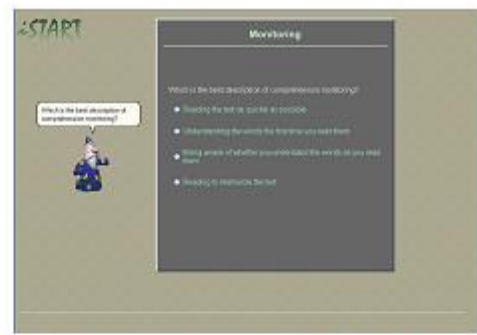 iSTART
Monitoring
Which is the best description of comprehension monitoring?
Which is the best description of
comprehension monitoring?
Reading the text as quickly as possible
Understanding the words the first time you read them
Being aware of whether you understand the words as you read
them
Reading to memorize the text